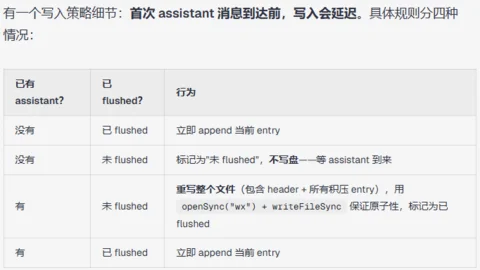 有一个写入策略细节：首次 assistant 消息到达前，写入会延迟。具体规则分四种
情况：
已有 assistant? 已 flushed? 行为
没有 已 flushed 立即 append 当前 entry
没有 未 flushed 标记为"未 flushed"，不写盘——等 assistant 到来
有 未 flushed 重写整个文件（包含 header + 所有积压 entry），用
openSync("wx") + writeFileSync 保证原子性，标记为已
flushed
有 已 flushed 立即 append 当前 entry